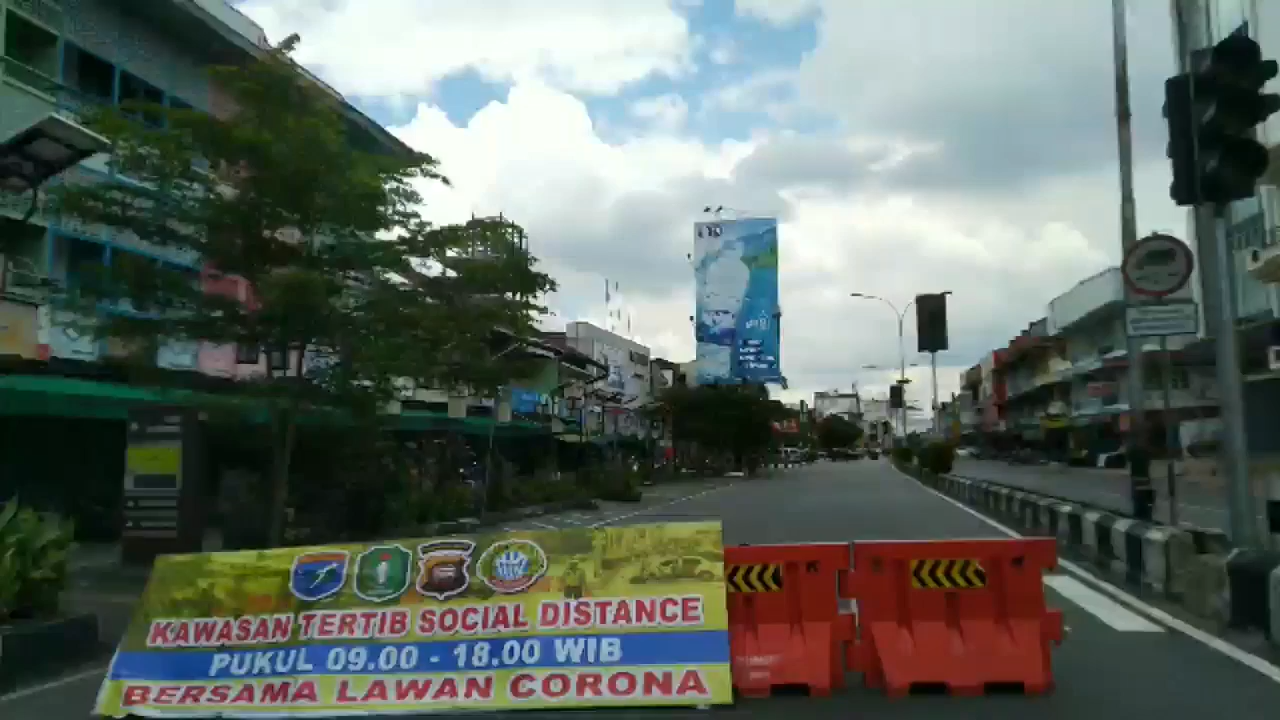 KAWASAN TERTIB SOCIAL DISTANCE
PUKUL 09.00 - 18.00 WIB
BERSAMA LAWAN CORONA